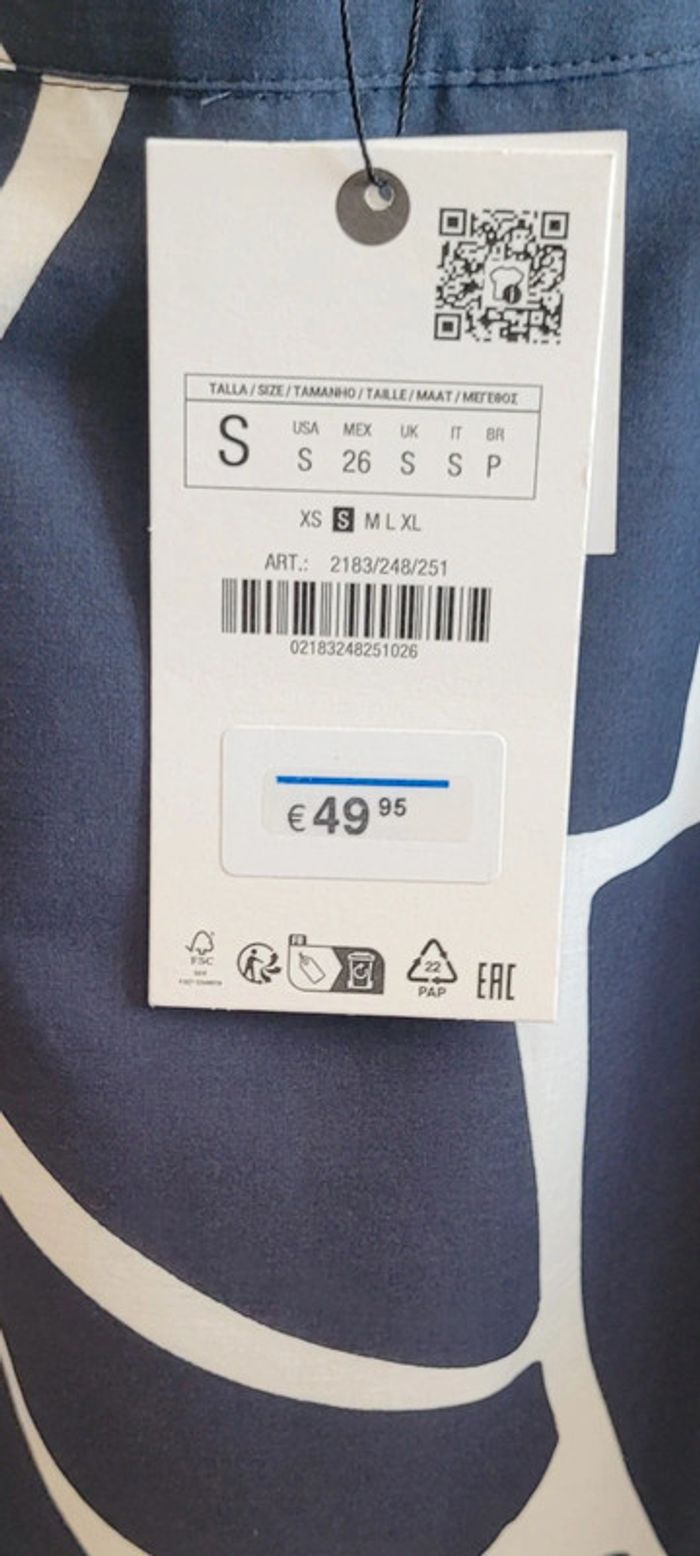 TALLA / SIZE / TAMANHO / TAILLE / MAAT / ΜΕΓΕΘΟΣ
S
USA MEX UK IT BR
S 26 S S P
XS S M L XL
ART.: 2183/248/251
02183248251026
€49 95
FSC
FR
22
PAP
EAC